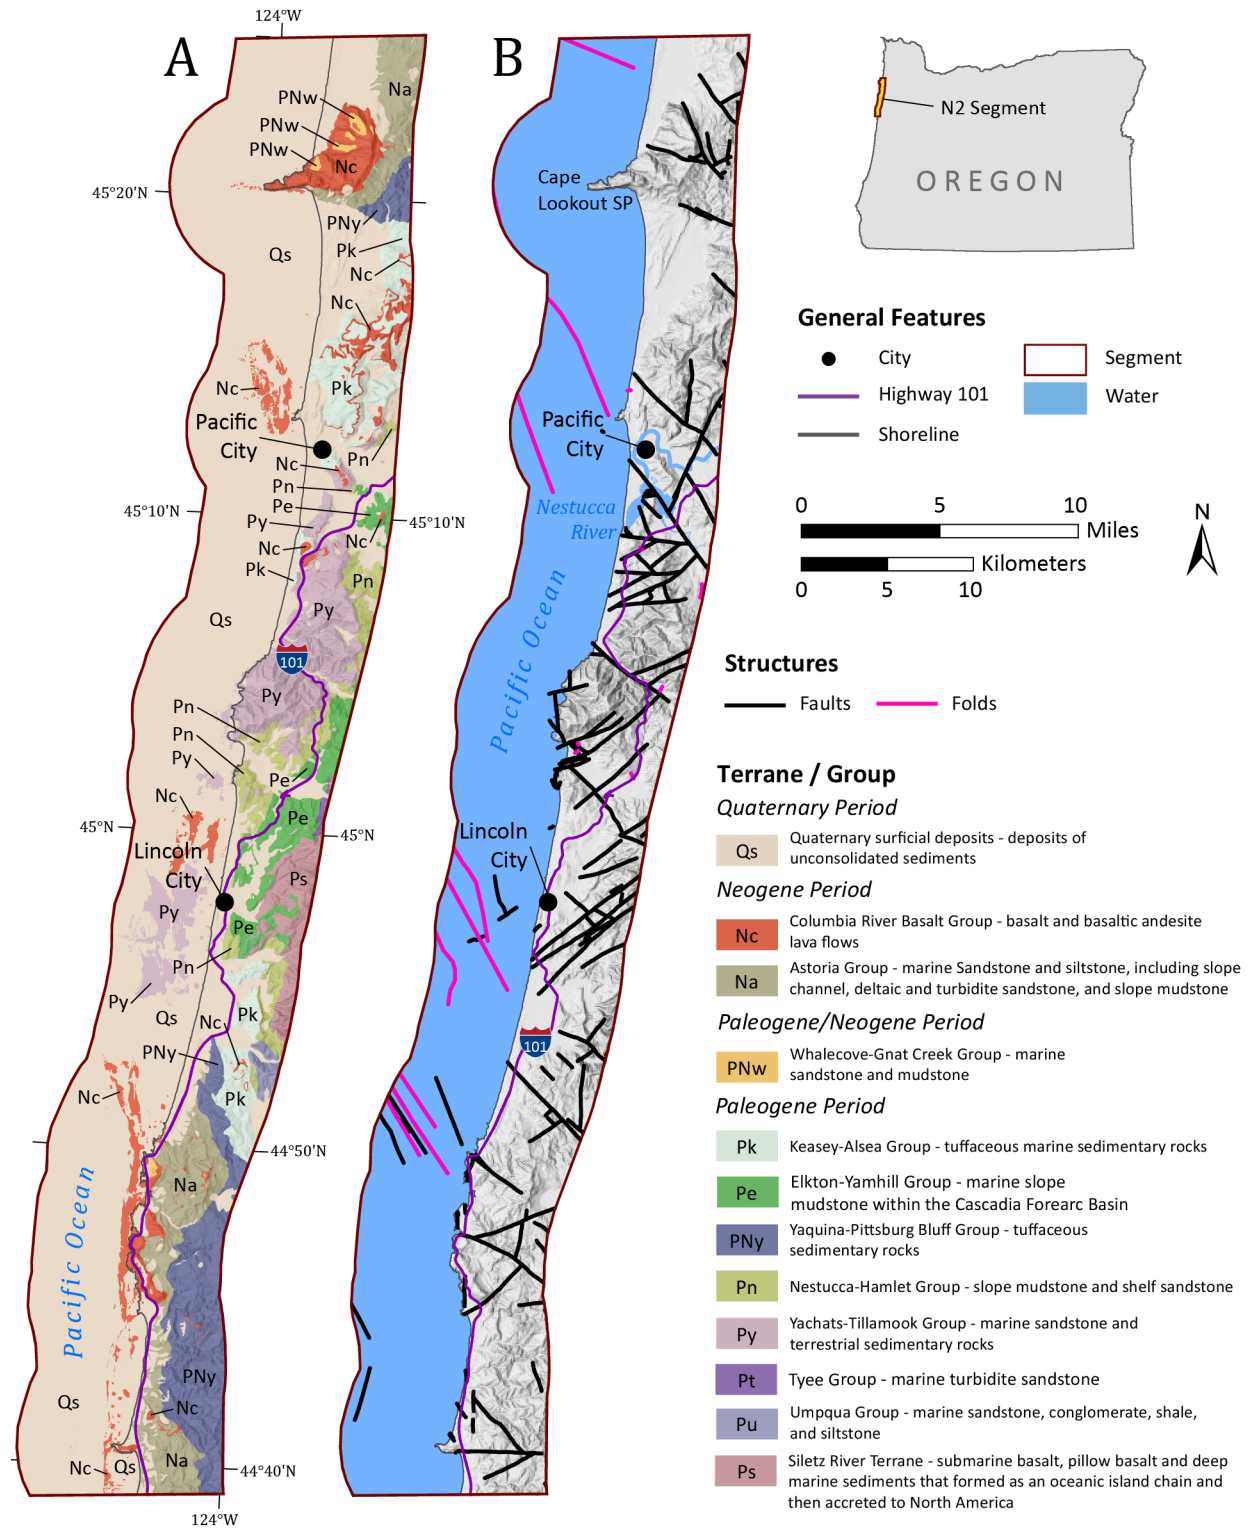 124°W
A
B
PNw
PNw
PNw
Na
Nc
45°20'N
PNy
Pk
Nc
Qs
Nc
Nc
Pk
Pacific
City
Pn
Nc
Pn
Pe
45°10'N
Py
45°10'N
Nc
Nc
Pk
Pn
Py
Qs
101
Py
Pn
Pn
Py
Pe
Nc
Pe
45°N
45°N
Lincoln
City
Ps
Py
Pe
Pn
Py
Qs
Nc
Pk
PNy
Nc
Pk
44°50'N
Na
Pacific Ocean
PNy
Qs
Nc
Na
Nc
Qs
44°40'N
124°W
Cape
Lookout SP
Pacific
City
Nestucca
River
Pacific Ocean
Lincoln
City
101
N2 Segment
OREGON
General Features
City
Segment
Highway 101
Water
Shoreline
0 5 10
Miles
Kilometers
0 5 10
N
Structures
Faults
Folds
Terrane / Group
Quaternary Period
Qs
Quaternary surficial deposits - deposits of
unconsolidated sediments
Neogene Period
Nc
Columbia River Basalt Group - basalt and basaltic andesite
lava flows
Na
Astoria Group - marine Sandstone and siltstone, including slope
channel, deltaic and turbidite sandstone, and slope mudstone
Paleogene/Neogene Period
PNw
Whalecove-Gnat Creek Group - marine
sandstone and mudstone
Paleogene Period
Pk
Keasey-Alsea Group - tuffaceous marine sedimentary rocks
Pe
Elkton-Yamhill Group - marine slope
mudstone within the Cascadia Forearc Basin
PNy
Yaquina-Pittsburg Bluff Group - tuffaceous
sedimentary rocks
Pn
Nestucca-Hamlet Group - slope mudstone and shelf sandstone
Py
Yachats-Tillamook Group - marine sandstone and
terrestrial sedimentary rocks
Pt
Tyee Group - marine turbidite sandstone
Pu
Umpqua Group - marine sandstone, conglomerate, shale,
and siltstone
Ps
Siletz River Terrane - submarine basalt, pillow basalt and deep
marine sediments that formed as an oceanic island chain and
then accreted to North America